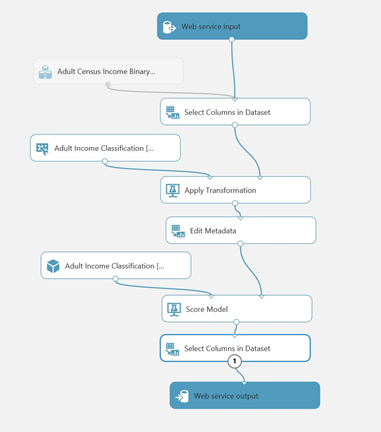 Web service input
Adult Census Income Binary...
Select Columns in Dataset
Adult Income Classification [...
Apply Transformation
Edit Metadata
Adult Income Classification [...
Score Model
Select Columns in Dataset
1
Web service output